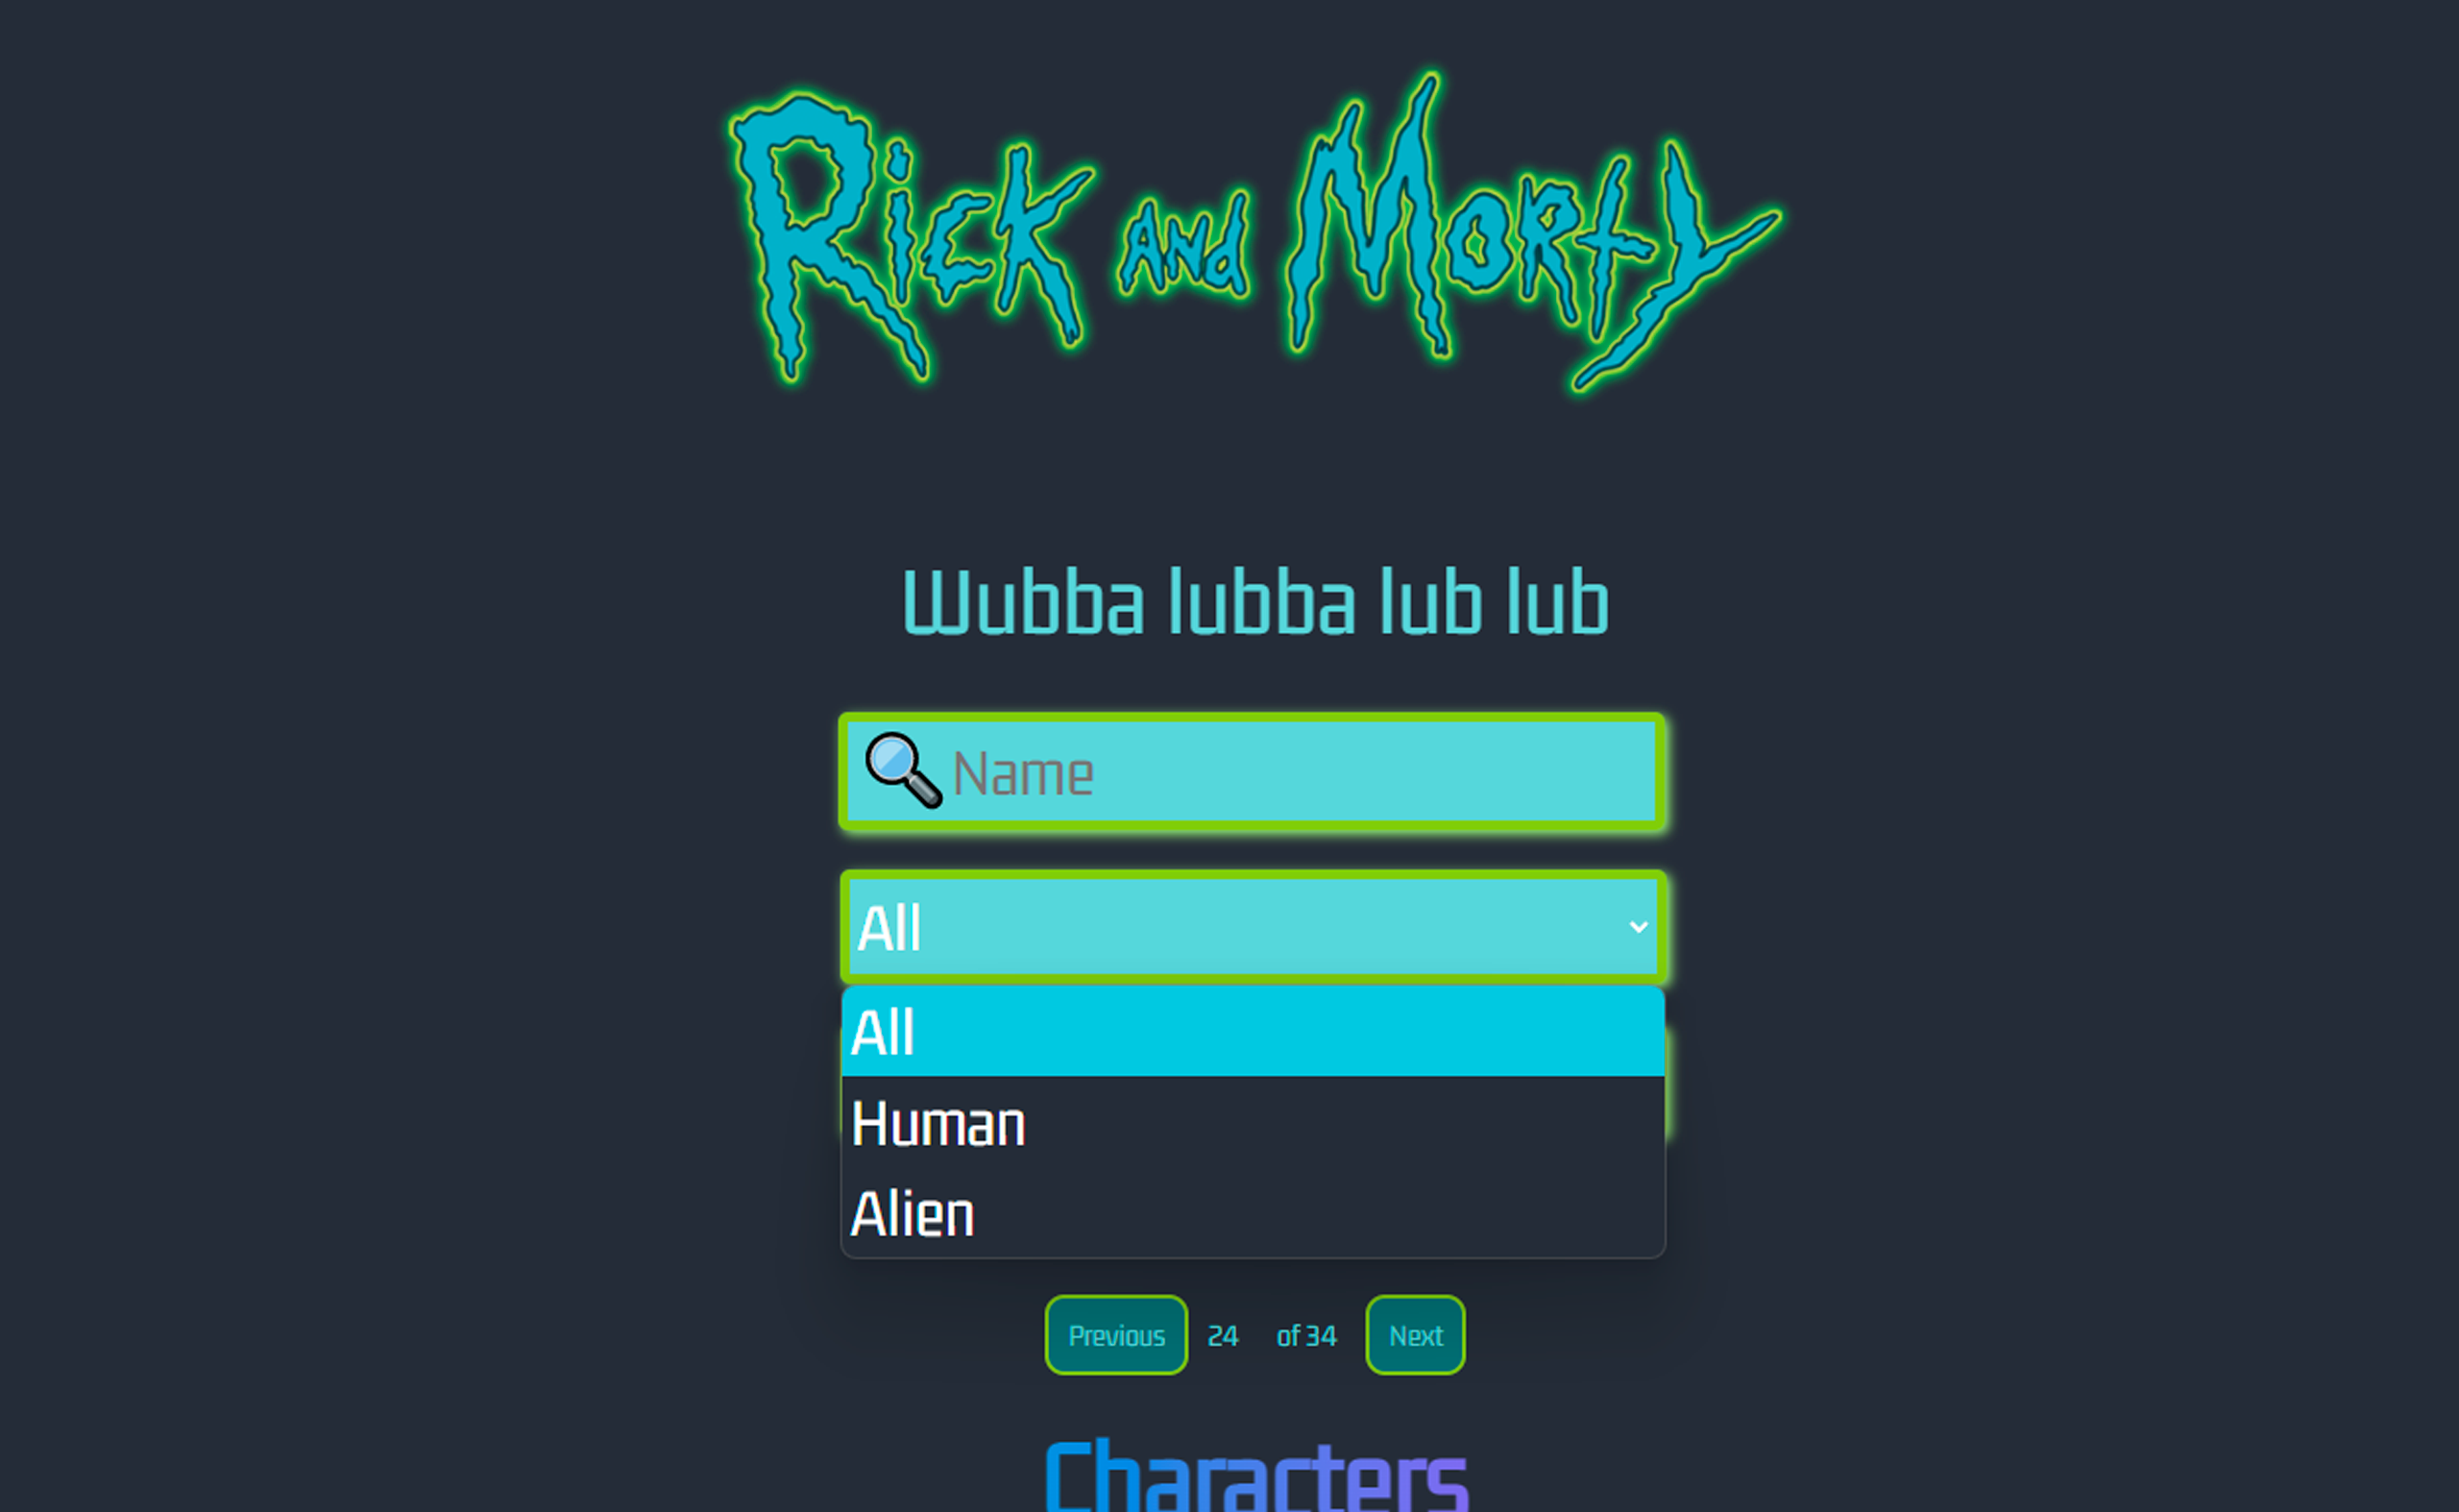 Rick and Morty
Wubba lubba lub lub
Name
All
All
Human
Alien
Previous 24 of 34 Next
Characters